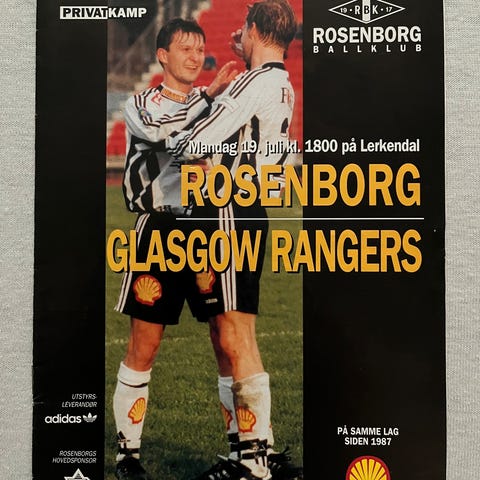 PRIVATKAMP
19 RBK 17
ROSENBORG
BALLKLUB
Mandag 19. juli kl. 1800 på Lerkendal
ROSENBORG
GLASGOW RANGERS
UTSTYRS-
LEVERANDØR
adidas
ROSENBORGS
HOVEDSPONSOR
PÅ SAMME LAG
SIDEN 1987